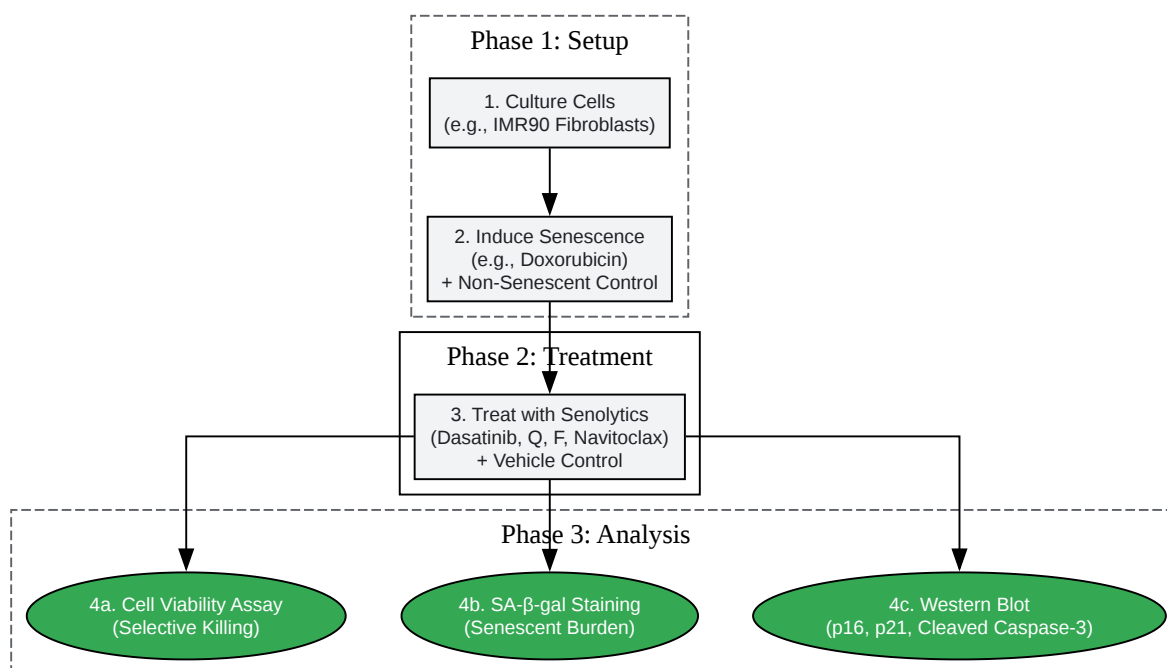 Phase 1: Setup
1. Culture Cells
(e.g., IMR90 Fibroblasts)
2. Induce Senescence
(e.g., Doxorubicin)
+ Non-Senescent Control
Phase 2: Treatment
3. Treat with Senolytics
(Dasatinib, Q, F, Navitoclax)
+ Vehicle Control
Phase 3: Analysis
4a. Cell Viability Assay
(Selective Killing)
4b. SA-β-gal Staining
(Senescent Burden)
4c. Western Blot
(p16, p21, Cleaved Caspase-3)